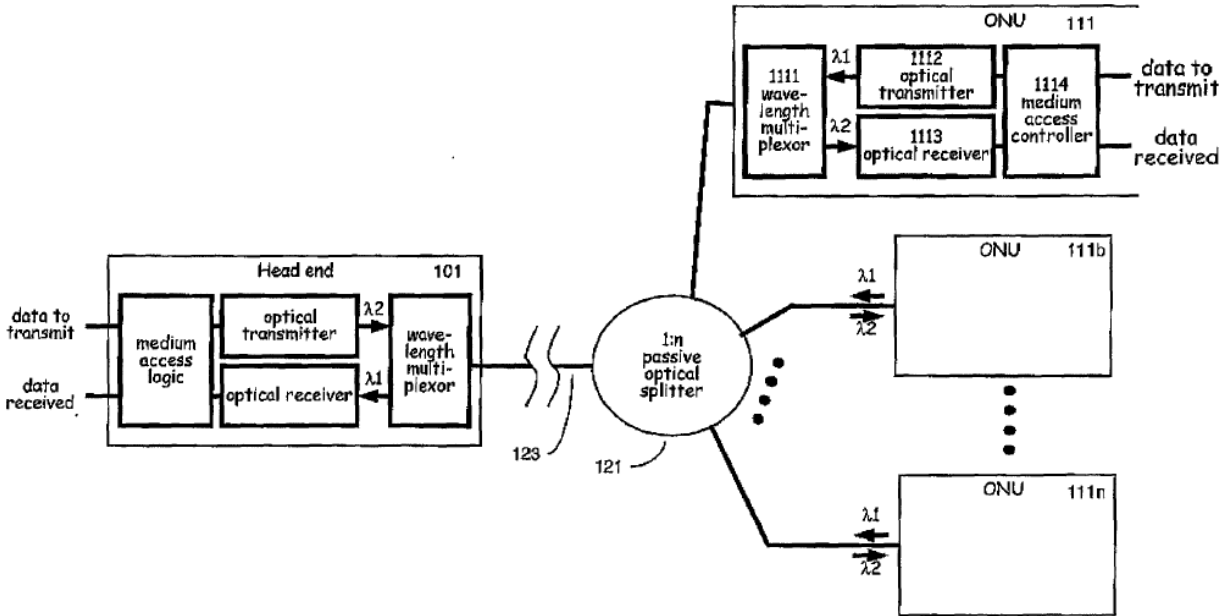 ONU 111
1111
wave-
length
multi-
plexor
λ1
λ2
1112
optical
transmitter
1113
optical receiver
1114
medium
access
controller
data to
transmit
data
received
Head end 101
data to
transmit
data
received
medium
access
logic
optical
transmitter
optical receiver
λ2
λ1
wave-
length
multi-
plexor
123
1:n
passive
optical
splitter
121
λ1
λ2
ONU 111b
λ1
λ2
ONU 111n